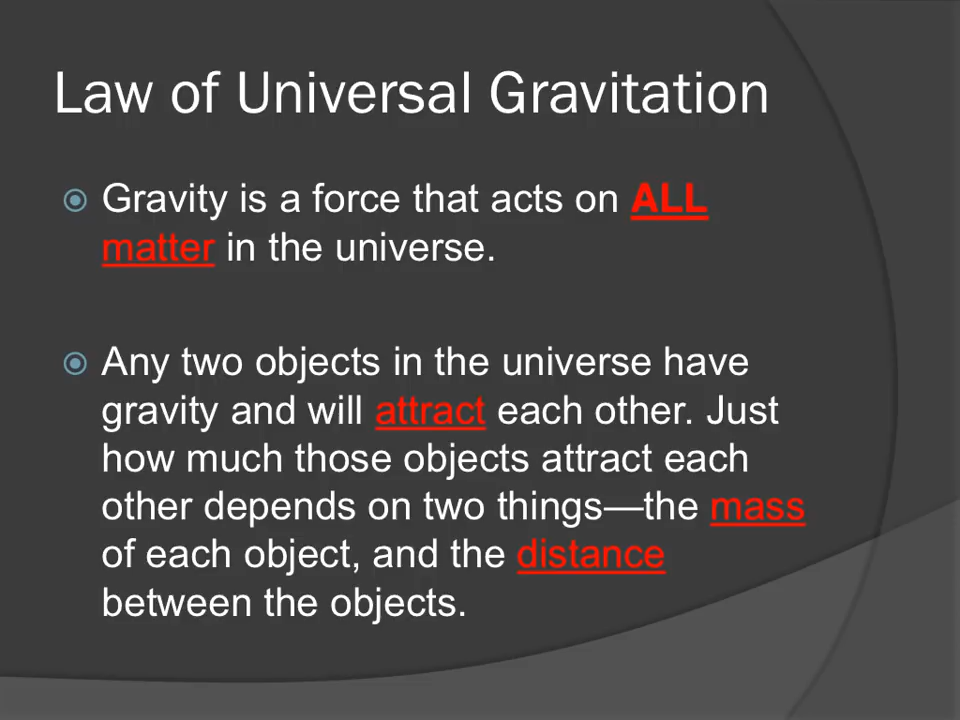 Law of Universal Gravitation
Gravity is a force that acts on ALL
matter in the universe.
Any two objects in the universe have
gravity and will attract each other. Just
how much those objects attract each
other depends on two things—the mass
of each object, and the distance
between the objects.